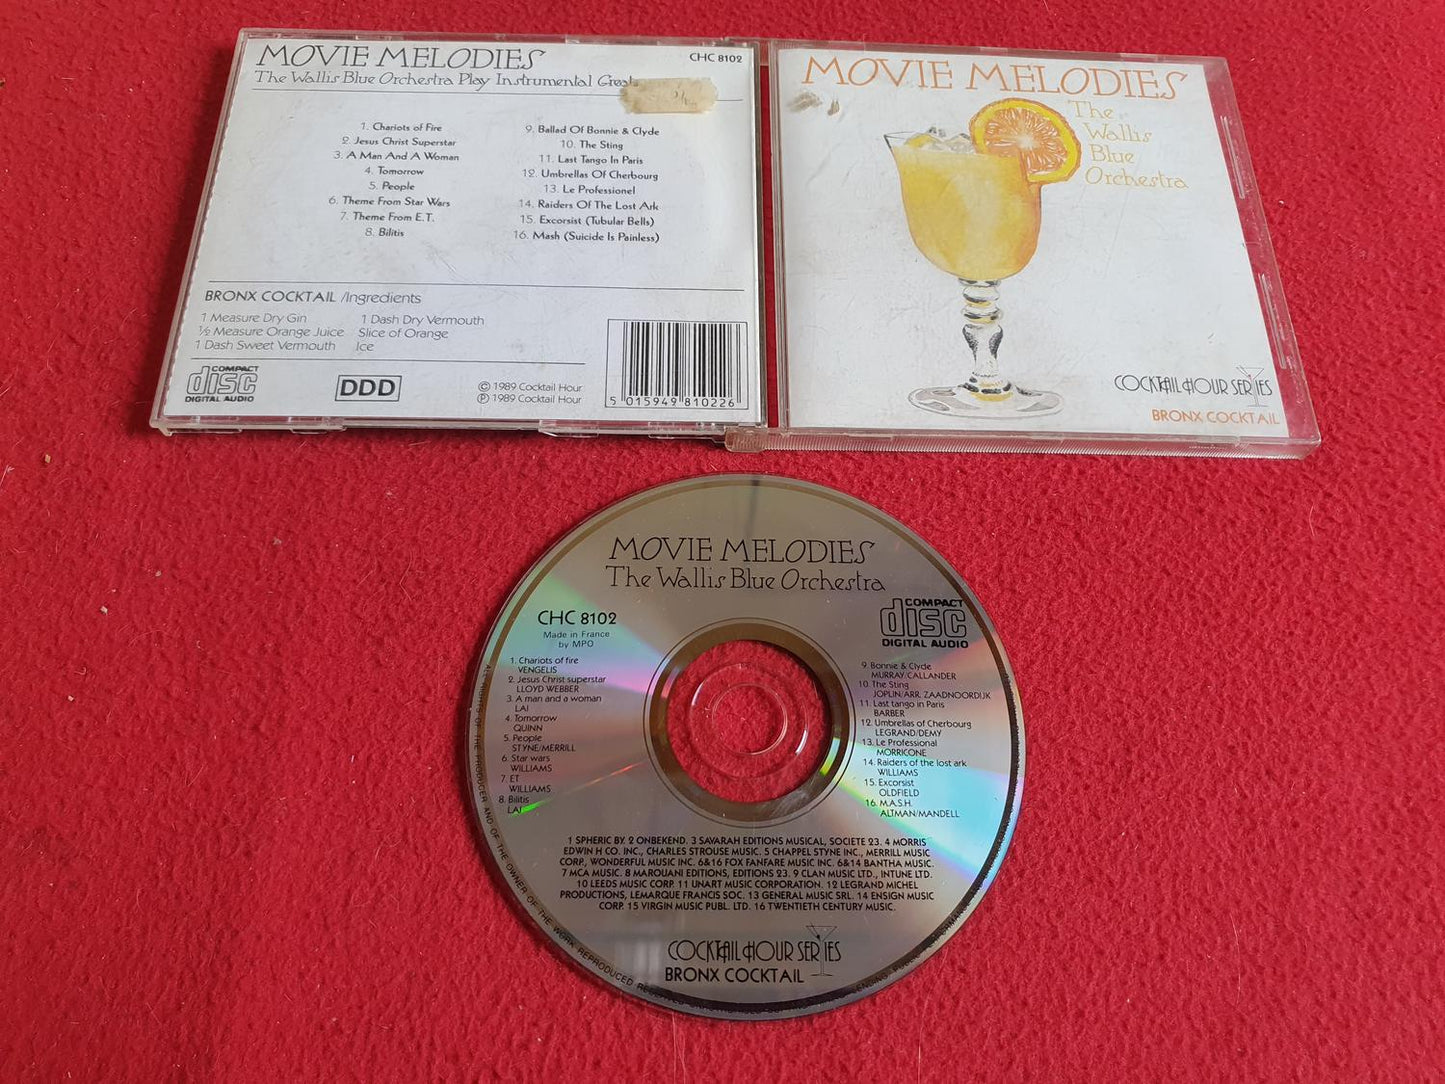 MOVIE MELODIES
CHC 8102
The Wallis Blue Orchestra Play Instrumental
1. Chariots of Fire
2. Jesus Christ Superstar
3. A Man And A Woman
4. Tomorrow
5. People
6. Theme From Star Wars
7. Theme From E.T.
8. Bilitis
9. Ballad Of Bonnie & Clyde
10. The Sting
11. Last Tango In Paris
12. Umbrellas Of Cherbourg
13. Le Professionel
14. Raiders Of The Lost Ark
15. Excorsist (Tubular Bells)
16. Mash (Suicide Is Painless)
BRONX COCKTAIL /Ingredients
1 Measure Dry Gin
½ Measure Orange Juice
1 Dash Sweet Vermouth
1 Dash Dry Vermouth
Slice of Orange
Ice
COMPACT
disc
DIGITAL AUDIO
DDD
© 1989 Cocktail Hour
℗ 1989 Cocktail Hour
5 015949 810226
MOVIE MELODIES
The
Wallis
Blue
Orchestra
COCKTAIL HOUR SERIES
BRONX COCKTAIL
MOVIE MELODIES
The Wallis Blue Orchestra
CHC 8102
Made in France
by MPO
COMPACT
disc
DIGITAL AUDIO
1. Chariots of fire
VENGELIS
2. Jesus Christ superstar
LLOYD WEBBER
3. A man and a woman
LAI
4. Tomorrow
QUINN
5. People
STYNE/MERRILL
6. Star wars
WILLIAMS
7. ET
WILLIAMS
8. Bilitis
LAI
9. Bonnie & Clyde
MURRAY CALLANDER
10. The Sting
JOPLIN/ARR. ZAADNOORDIJK
11. Last tango in Paris
BARBER
12. Umbrellas of Cherbourg
LEGRAND/DEMY
13. Le Professional
MORRICONE
14. Raiders of the lost ark
WILLIAMS
15. Excorsist
OLDFIELD
16. M.A.S.H.
ALTMAN/MANDELL
1 SPHERIC BV. 2 ONBEKEND. 3 SAVARAH EDITIONS MUSICAL, SOCIETE 23. 4 MORRIS
EDWIN H CO. INC., CHARLES STROUSE MUSIC. 5 CHAPPEL STYNE INC., MERRILL MUSIC
CORP., WONDERFUL MUSIC INC. 6&16 FOX FANFARE MUSIC INC. 6&14 BANTHA MUSIC.
7 MCA MUSIC. 8 MAROUANI EDITIONS, EDITIONS 23. 9 CLAN MUSIC LTD., INTUNE LTD.
10 LEEDS MUSIC CORP. 11 UNART MUSIC CORPORATION. 12 LEGRAND MICHEL
PRODUCTIONS, LEMARQUE FRANCIS SOC. 13 GENERAL MUSIC SRL. 14 ENSIGN MUSIC
CORP. 15 VIRGIN MUSIC PUBL. LTD. 16 TWENTIETH CENTURY MUSIC.
COCKTAIL HOUR SERIES
BRONX COCKTAIL
ALL RIGHTS OF THE PRODUCER AND OF THE OWNER OF THE WORK REPRODUCED